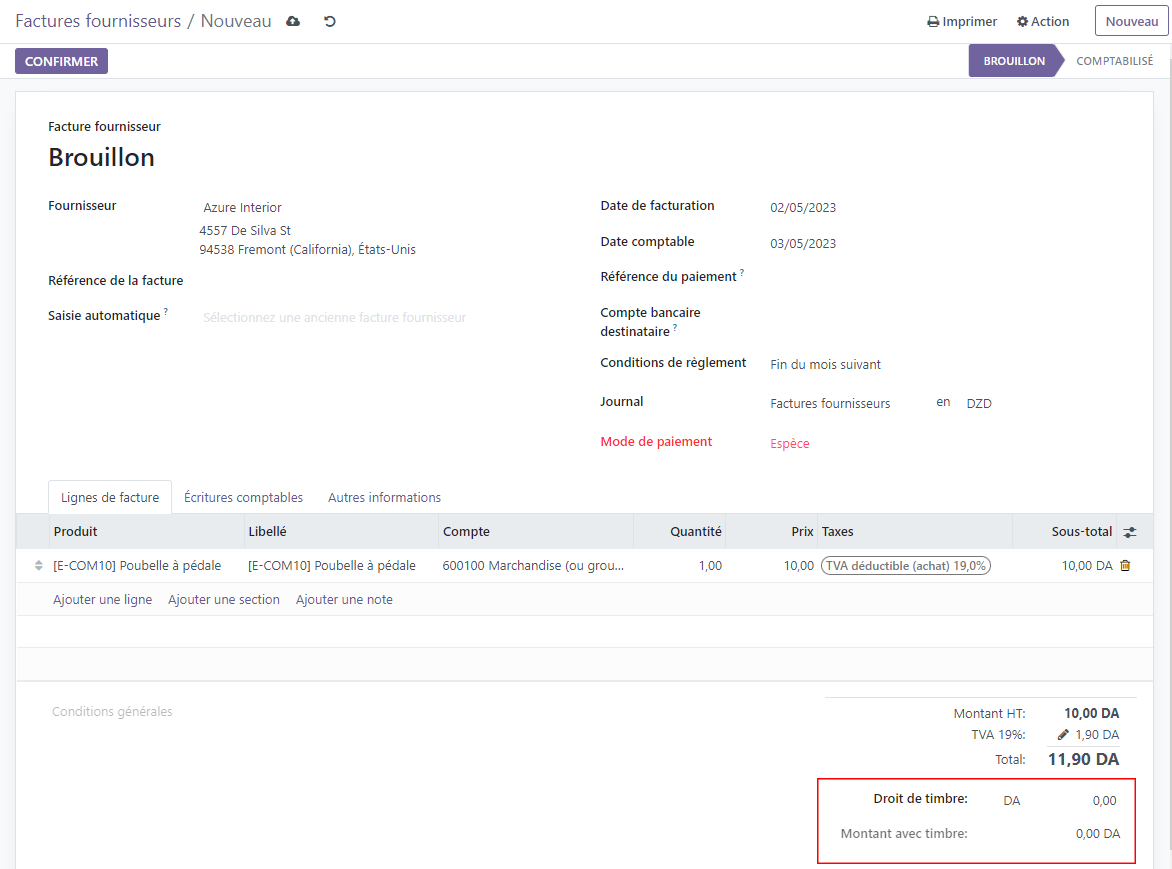 Factures fournisseurs / Nouveau
Imprimer Action Nouveau
CONFIRMER
BROUILLON COMPTABILISÉ
Facture fournisseur
Brouillon
Fournisseur Azure Interior
4557 De Silva St
94538 Fremont (California), États-Unis
Référence de la facture
Saisie automatique ? Sélectionnez une ancienne facture fournisseur
Date de facturation 02/05/2023
Date comptable 03/05/2023
Référence du paiement ?
Compte bancaire
destinataire ?
Conditions de règlement Fin du mois suivant
Journal Factures fournisseurs en DZD
Mode de paiement Espèce
Lignes de facture Écritures comptables Autres informations
Produit Libellé Compte Quantité Prix Taxes Sous-total
[E-COM10] Poubelle à pédale [E-COM10] Poubelle à pédale 600100 Marchandise (ou grou... 1,00 10,00 TVA déductible (achat) 19,0% 10,00 DA
Ajouter une ligne Ajouter une section Ajouter une note
Conditions générales
Montant HT: 10,00 DA
TVA 19%: 1,90 DA
Total: 11,90 DA
Droit de timbre: DA 0,00
Montant avec timbre: 0,00 DA